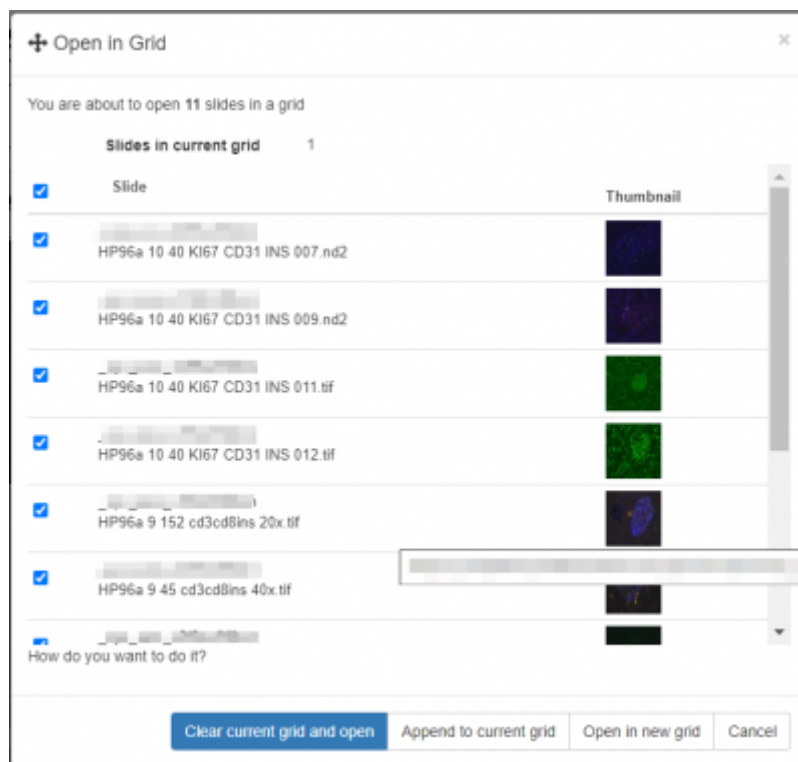 Open in Grid
×
You are about to open 11 slides in a grid
Slides in current grid 1
Slide Thumbnail
HP96a 10 40 KI67 CD31 INS 007.nd2
HP96a 10 40 KI67 CD31 INS 009.nd2
HP96a 10 40 KI67 CD31 INS 011.tif
HP96a 10 40 KI67 CD31 INS 012.tif
HP96a 9 152 cd3cd8ins 20x.tif
HP96a 9 45 cd3cd8ins 40x.tif
How do you want to do it?
Clear current grid and open Append to current grid Open in new grid Cancel